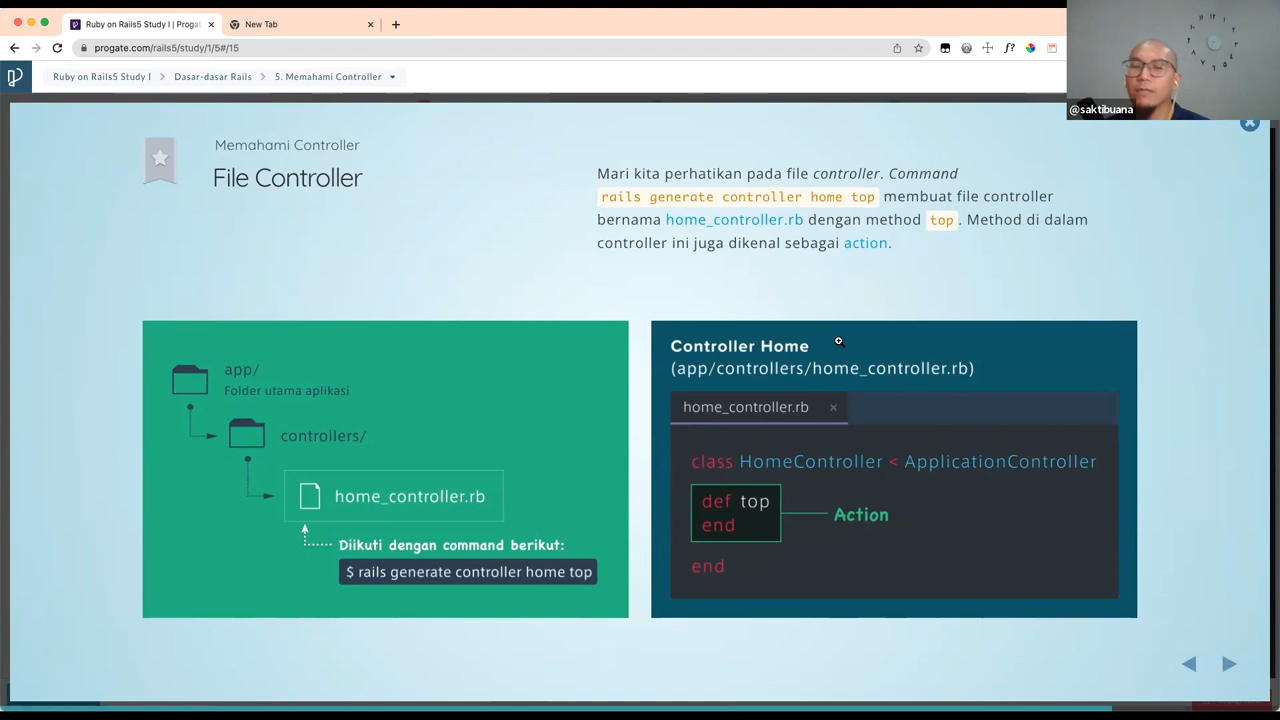 Ruby on Rails5 Study I | Progat
New Tab
progate.com/rails5/study/1/5#/15
Ruby on Rails5 Study I
Dasar-dasar Rails
5. Memahami Controller
@saktibuana
Memahami Controller
File Controller
Mari kita perhatikan pada file controller. Command
rails generate controller home top membuat file controller
bernama home_controller.rb dengan method top. Method di dalam
controller ini juga dikenal sebagai action.
app/
Folder utama aplikasi
controllers/
home_controller.rb
Diikuti dengan command berikut:
$ rails generate controller home top
Controller Home
(app/controllers/home_controller.rb)
home_controller.rb ×
class HomeController < ApplicationController
def top
end
Action
end